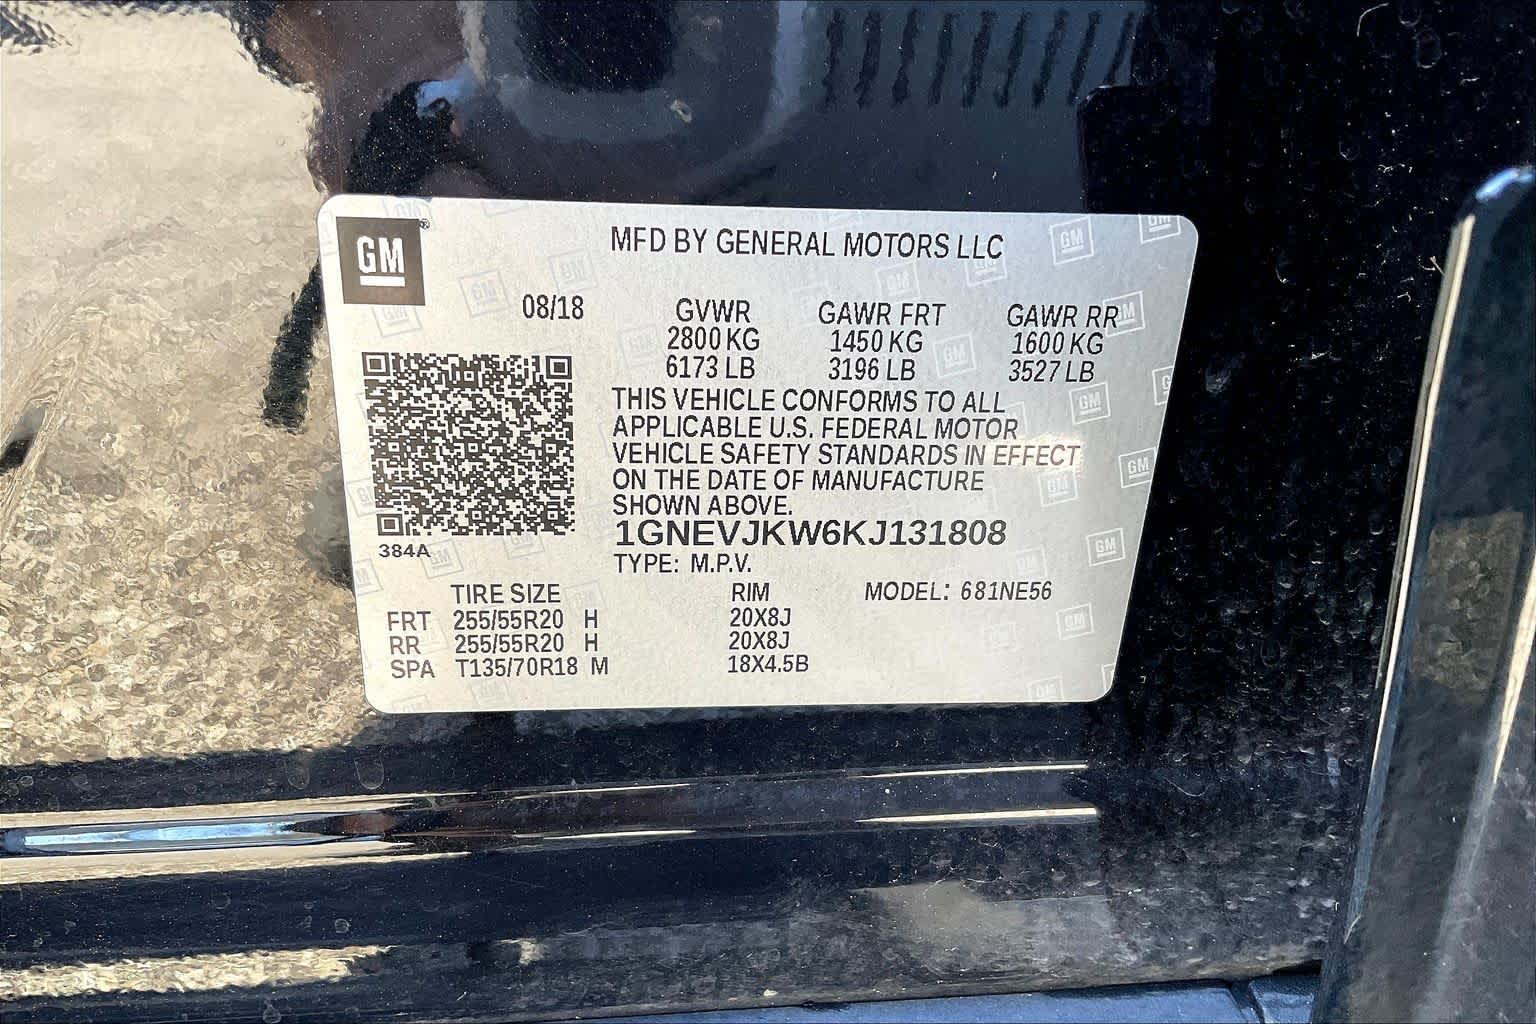 GM ®
MFD BY GENERAL MOTORS LLC
08/18 GVWR GAWR FRT GAWR RR
2800 KG 1450 KG 1600 KG
6173 LB 3196 LB 3527 LB
THIS VEHICLE CONFORMS TO ALL
APPLICABLE U.S. FEDERAL MOTOR
VEHICLE SAFETY STANDARDS IN EFFECT
ON THE DATE OF MANUFACTURE
SHOWN ABOVE.
1GNEVJKW6KJ131808
384A
TYPE: M.P.V.
TIRE SIZE RIM MODEL: 681NE56
FRT 255/55R20 H 20X8J
RR 255/55R20 H 20X8J
SPA T135/70R18 M 18X4.5B